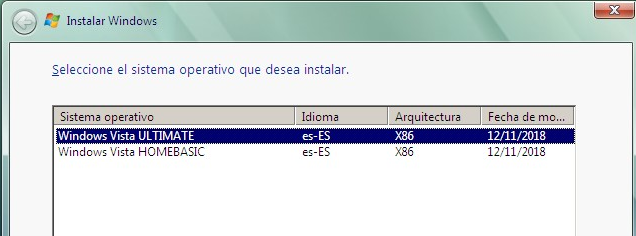 Instalar Windows
Seleccione el sistema operativo que desea instalar.
Sistema operativo Idioma Arquitectura Fecha de mo...
Windows Vista ULTIMATE es-ES X86 12/11/2018
Windows Vista HOMEBASIC es-ES X86 12/11/2018